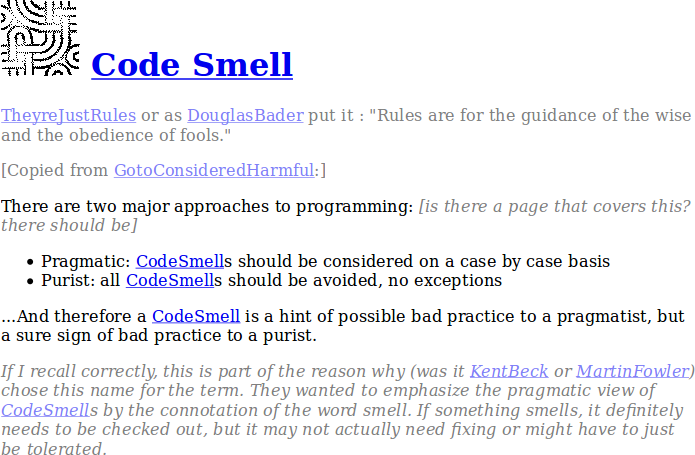 Code Smell
TheyreJustRules or as DouglasBader put it : "Rules are for the guidance of the wise
and the obedience of fools."
[Copied from GotoConsideredHarmful:]
There are two major approaches to programming: [is there a page that covers this?
there should be]
• Pragmatic: CodeSmells should be considered on a case by case basis
• Purist: all CodeSmells should be avoided, no exceptions
...And therefore a CodeSmell is a hint of possible bad practice to a pragmatist, but
a sure sign of bad practice to a purist.
If I recall correctly, this is part of the reason why (was it KentBeck or MartinFowler)
chose this name for the term. They wanted to emphasize the pragmatic view of
CodeSmells by the connotation of the word smell. If something smells, it definitely
needs to be checked out, but it may not actually need fixing or might have to just
be tolerated.